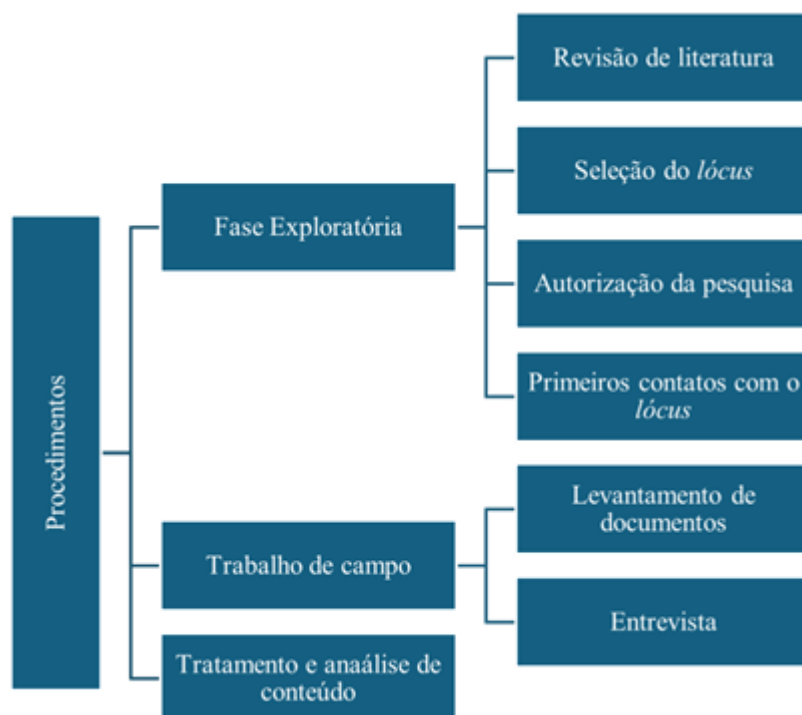 Procedimentos
Fase Exploratória
Revisão de literatura
Seleção do lócus
Autorização da pesquisa
Primeiros contatos com o
lócus
Trabalho de campo
Levantamento de
documentos
Entrevista
Tratamento e anaálise de
conteúdo